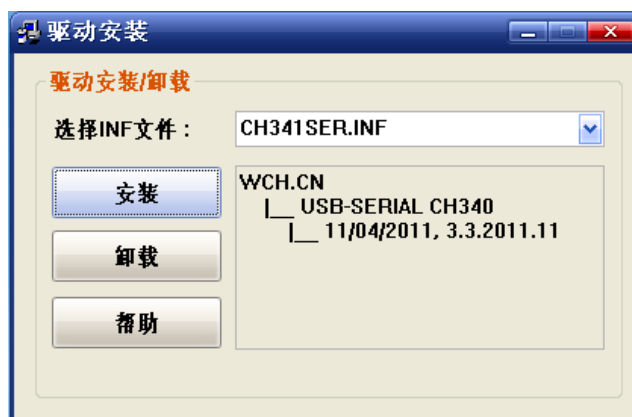 驱动安装
驱动安装/卸载
选择INF文件：
CH341SER.INF
安装
卸载
帮助
WCH.CN
|__ USB-SERIAL CH340
|__ 11/04/2011, 3.3.2011.11